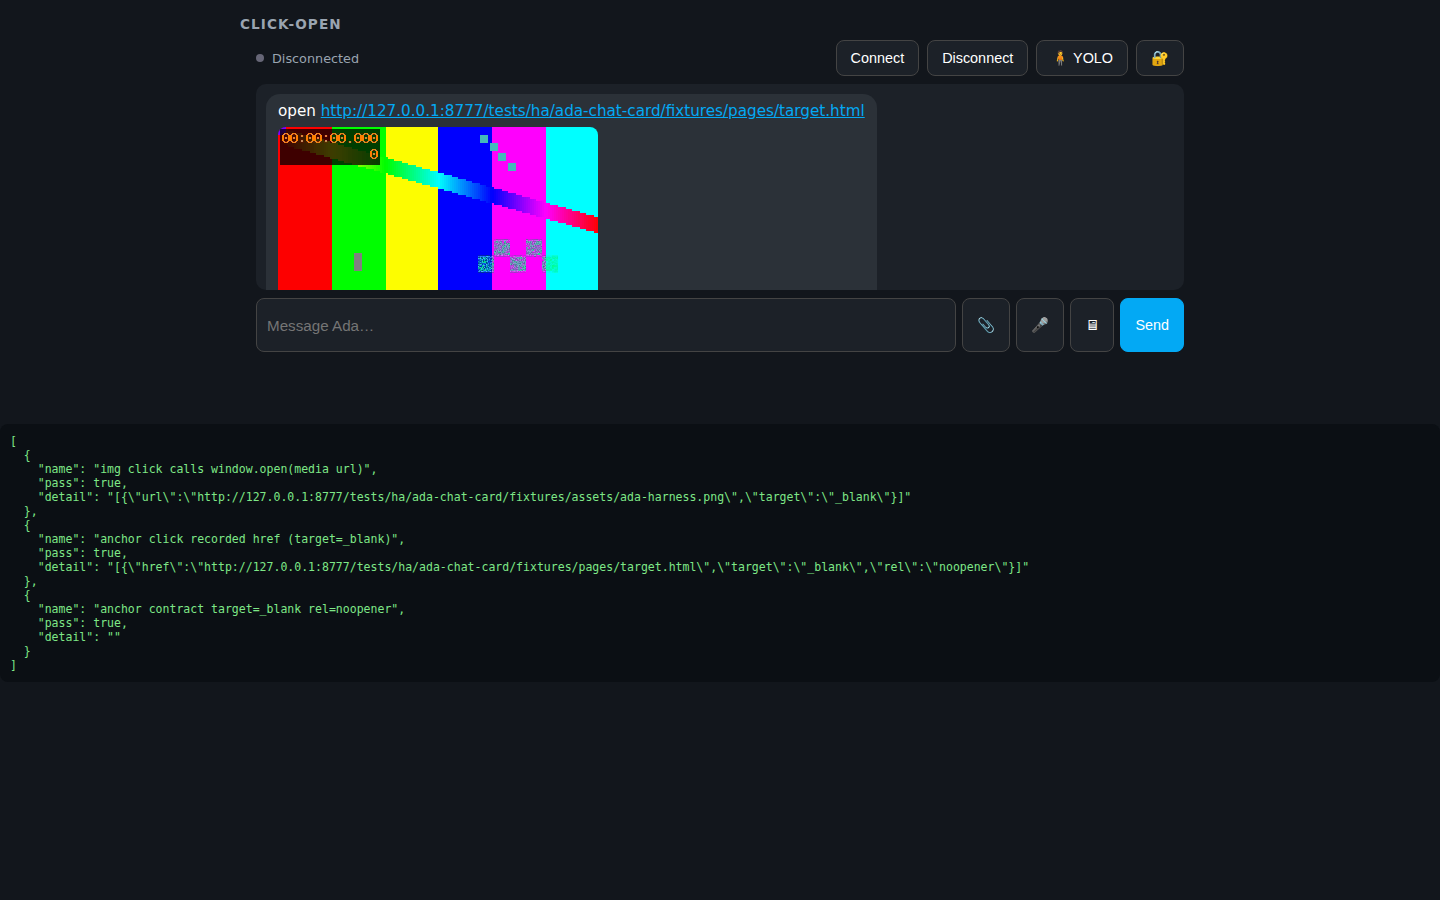 CLICK-OPEN
Disconnected
Connect
Disconnect
YOLO
open http://127.0.0.1:8777/tests/ha/ada-chat-card/fixtures/pages/target.html
00:00:00.000
0
Message Ada…
Send
[
  {
    "name": "img click calls window.open(media url)",
    "pass": true,
    "detail": "[{\"url\":\"http://127.0.0.1:8777/tests/ha/ada-chat-card/fixtures/assets/ada-harness.png\",\"target\":\"_blank\"}]"
  },
  {
    "name": "anchor click recorded href (target=_blank)",
    "pass": true,
    "detail": "[{\"href\":\"http://127.0.0.1:8777/tests/ha/ada-chat-card/fixtures/pages/target.html\",\"target\":\"_blank\",\"rel\":\"noopener\"}]"
  },
  {
    "name": "anchor contract target=_blank rel=noopener",
    "pass": true,
    "detail": ""
  }
]